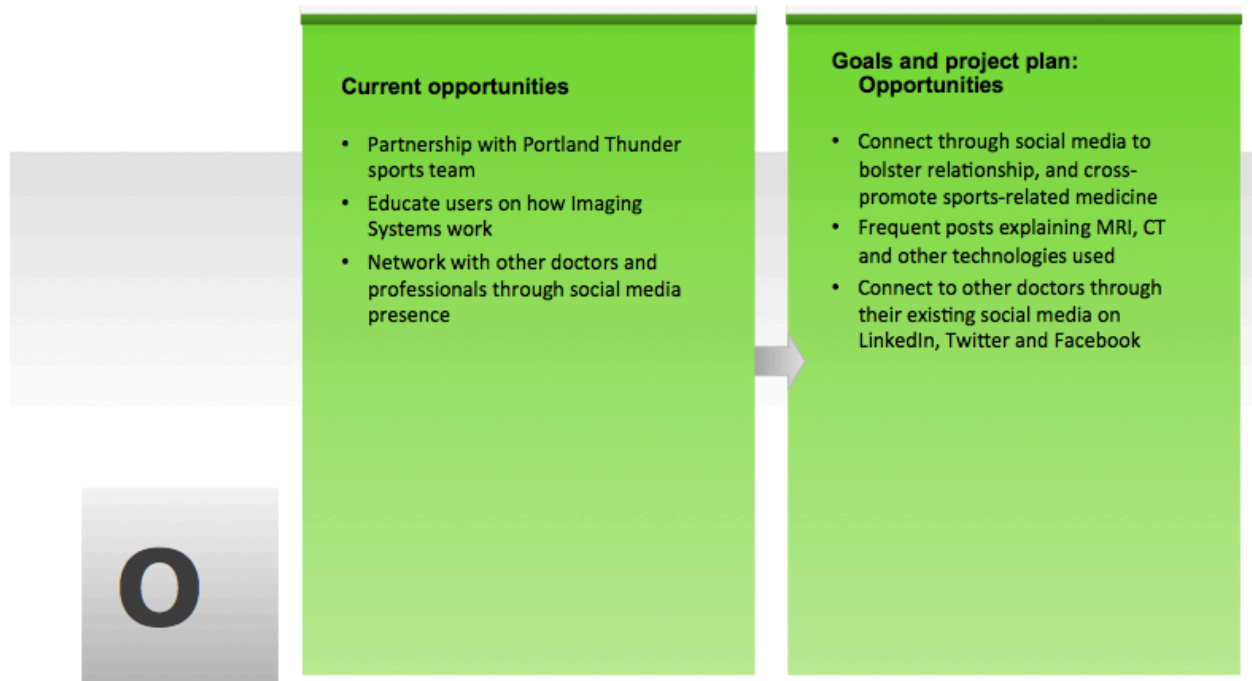 Current opportunities
• Partnership with Portland Thunder
sports team
• Educate users on how Imaging
Systems work
• Network with other doctors and
professionals through social media
presence
Goals and project plan:
Opportunities
• Connect through social media to
bolster relationship, and cross-
promote sports-related medicine
• Frequent posts explaining MRI, CT
and other technologies used
• Connect to other doctors through
their existing social media on
LinkedIn, Twitter and Facebook
O